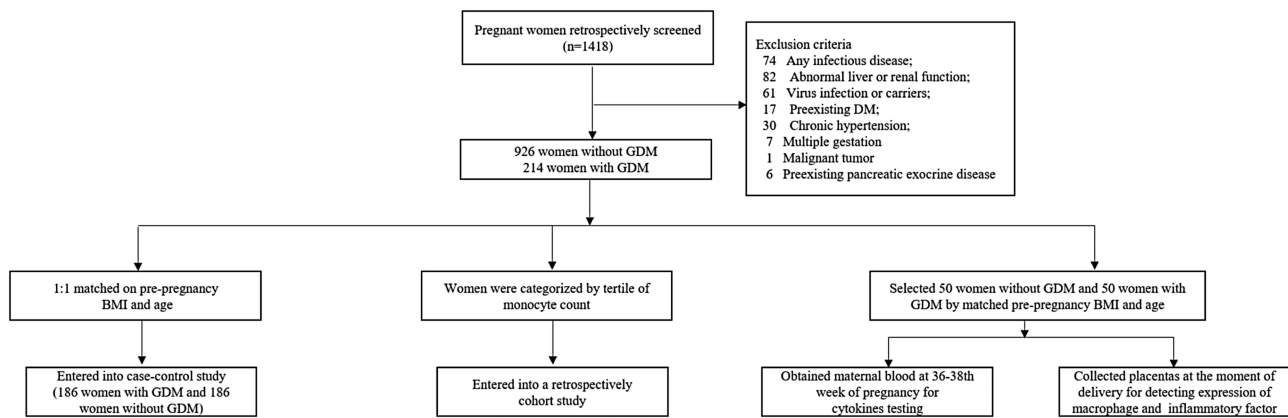 Pregnant women retrospectively screened
(n=1418)
Exclusion criteria
74 Any infectious disease;
82 Abnormal liver or renal function;
61 Virus infection or carriers;
17 Preexisting DM;
30 Chronic hypertension;
7 Multiple gestation
1 Malignant tumor
6 Preexisting pancreatic exocrine disease
926 women without GDM
214 women with GDM
1:1 matched on pre-pregnancy
BMI and age
Women were categorized by tertile of
monocyte count
Selected 50 women without GDM and 50 women with
GDM by matched pre-pregnancy BMI and age
Entered into case-control study
(186 women with GDM and 186
women without GDM)
Entered into a retrospectively
cohort study
Obtained maternal blood at 36-38th
week of pregnancy for
cytokines testing
Collected placentas at the moment of
delivery for detecting expression of
macrophage and inflammatory factor